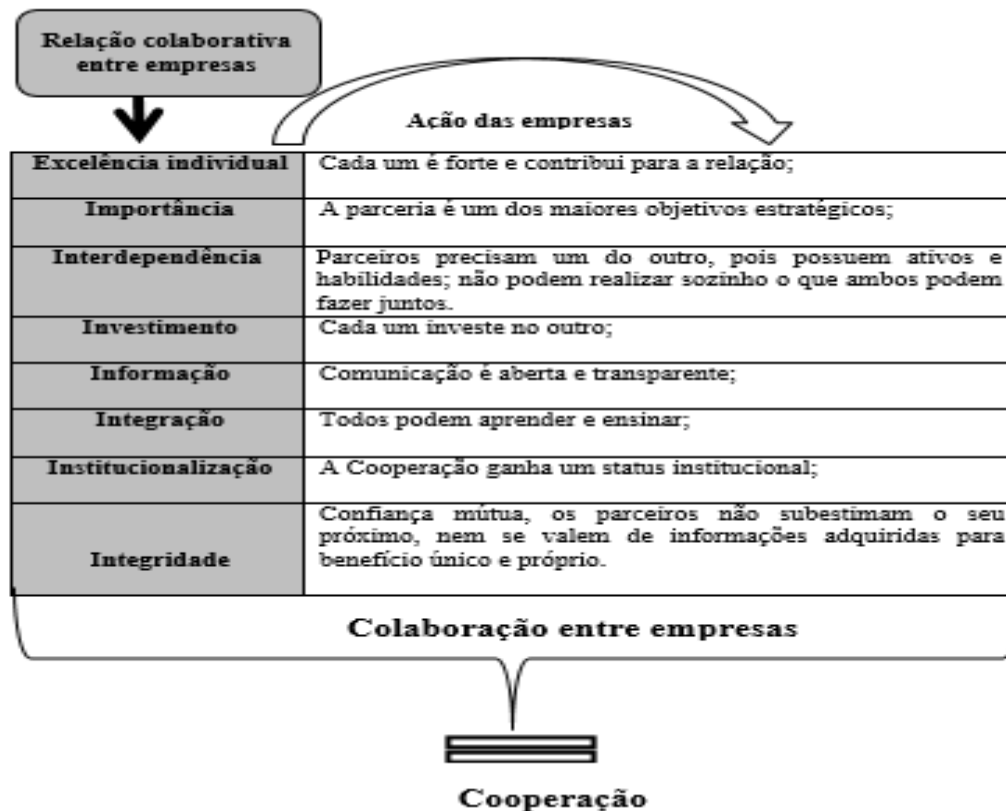 Relação colaborativa
entre empresas
Ação das empresas
Excelência individual
Cada um é forte e contribui para a relação;
Importância
A parceria é um dos maiores objetivos estratégicos;
Interdependência
Parceiros precisam um do outro, pois possuem ativos e
habilidades; não podem realizar sozinho o que ambos podem
fazer juntos.
Investimento
Cada um investe no outro;
Informação
Comunicação é aberta e transparente;
Integração
Todos podem aprender e ensinar;
Institucionalização
A Cooperação ganha um status institucional;
Integridade
Confiança mútua, os parceiros não subestimam o seu
próximo, nem se valem de informações adquiridas para
benefício único e próprio.
Colaboração entre empresas
Cooperação